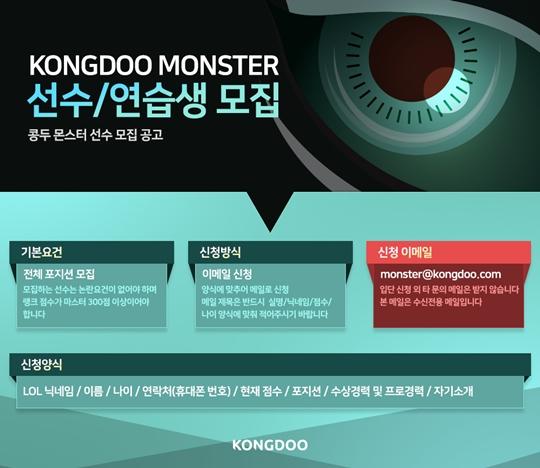 KONGDOO MONSTER
선수/연습생 모집
콩두 몬스터 선수 모집 공고
기본요건
전체 포지션 모집
모집하는 선수는 논란요건이 없어야 하며
랭크 점수가 마스터 300점 이상이어야
합니다
신청방식
이메일 신청
양식에 맞추어 메일로 신청
메일 제목은 반드시 실명/닉네임/점수/
나이 양식에 맞춰 적어주시기 바랍니다
신청 이메일
monster@kongdoo.com
입단 신청 외 타 문의 메일은 받지 않습니다
본 메일은 수신전용 메일입니다
신청양식
LOL 닉네임 / 이름 / 나이 / 연락처(휴대폰 번호) / 현재 점수 / 포지션 / 수상경력 및 프로경력 / 자기소개
KONGDOO